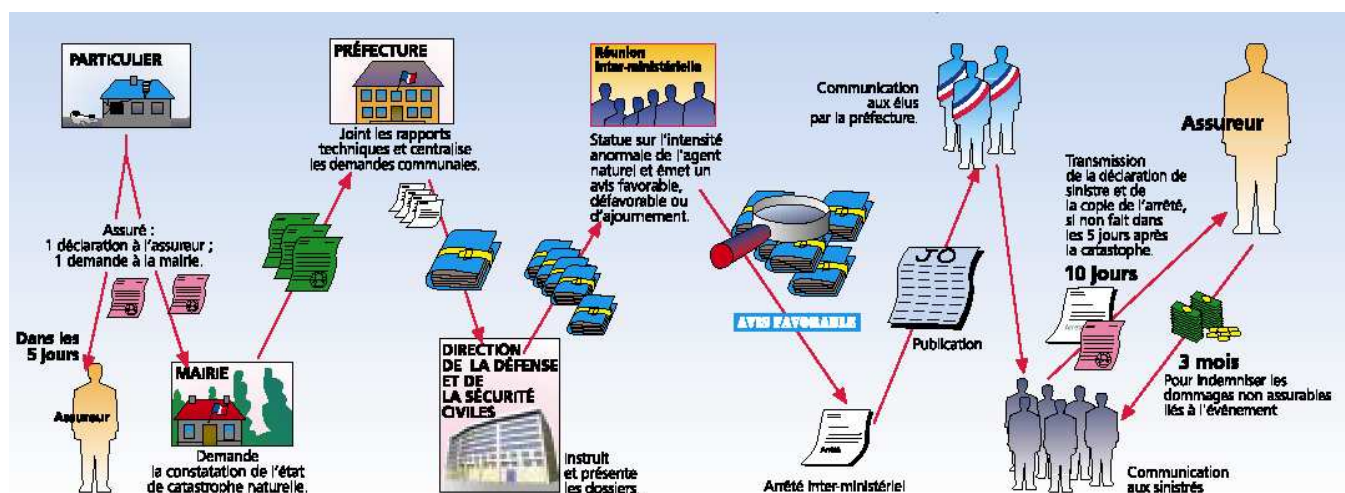 PARTICULIER
Assuré :
1 déclaration à l'assureur ;
1 demande à la mairie.
Dans les
5 jours
Assureur
MAIRIE
Demande
la constatation de l'état
de catastrophe naturelle.
PRÉFECTURE
Joint les rapports
techniques et centralise
les demandes communales.
DIRECTION
DE LA DÉFENSE
ET DE
LA SÉCURITÉ
CIVILES
Instruit
et présente
les dossiers
Réunion
inter-ministérielle
Statue sur l'intensité
anormale de l'agent
naturel et émet un
avis favorable,
défavorable ou
d'ajournement.
AVIS FAVORABLE
Arrêté
Arrêté inter-ministériel
JO
Publication
Communication
aux élus
par la préfecture.
Assureur
Transmission
de la déclaration de
sinistre et de
la copie de l'arrêté,
si non fait dans
les 5 jours après
la catastrophe.
10 jours
3 mois
Pour indemniser les
dommages non assurables
liés à l'événement
Communication
aux sinistrés